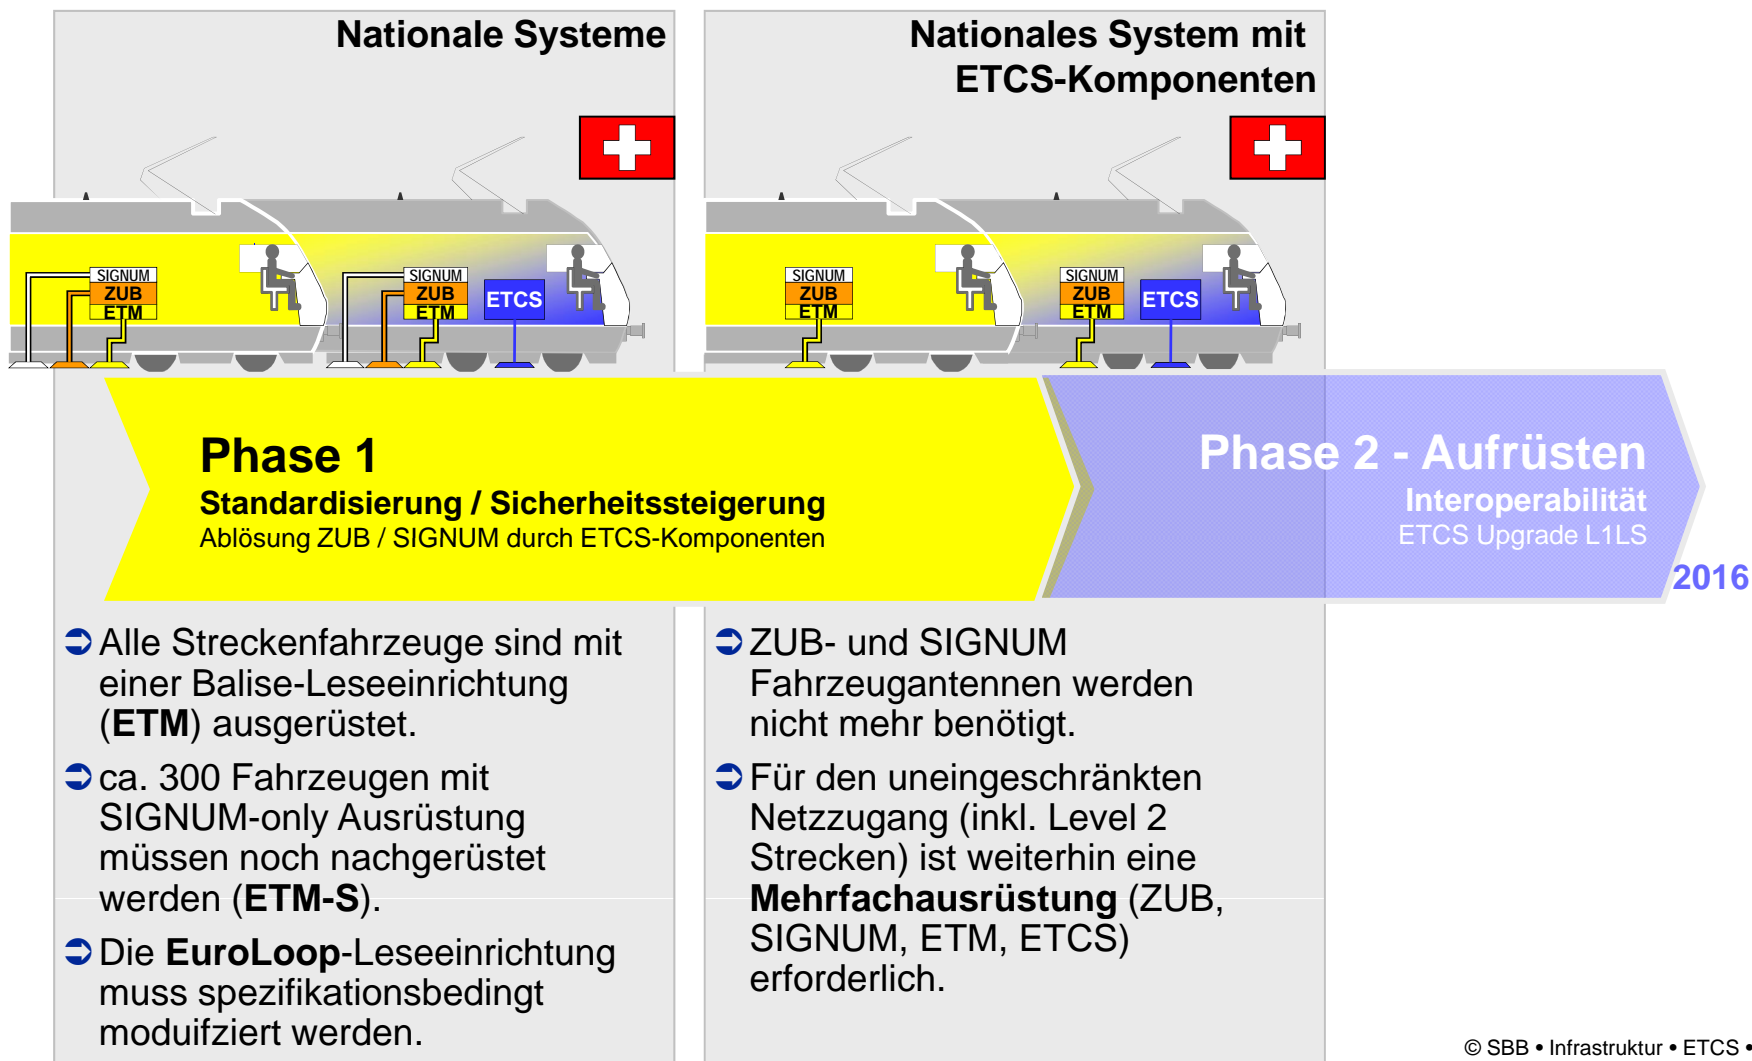 Nationale Systeme
Nationales System mit
ETCS-Komponenten
SIGNUM
ZUB
ETM
SIGNUM
ZUB
ETM
ETCS
SIGNUM
ZUB
ETM
SIGNUM
ZUB
ETM
ETCS
Phase 1
Standardisierung / Sicherheitssteigerung
Ablösung ZUB / SIGNUM durch ETCS-Komponenten
Phase 2 - Aufrüsten
Interoperabilität
ETCS Upgrade L1LS
2016
Alle Streckenfahrzeuge sind mit
einer Balise-Leseeinrichtung
(ETM) ausgerüstet.
ca. 300 Fahrzeugen mit
SIGNUM-only Ausrüstung
müssen noch nachgerüstet
werden (ETM-S).
Die EuroLoop-Leseeinrichtung
muss spezifikationsbedingt
moduifziert werden.
ZUB- und SIGNUM
Fahrzeugantennen werden
nicht mehr benötigt.
Für den uneingeschränkten
Netzzugang (inkl. Level 2
Strecken) ist weiterhin eine
Mehrfachausrüstung (ZUB,
SIGNUM, ETM, ETCS)
erforderlich.
© SBB • Infrastruktur • ETCS •